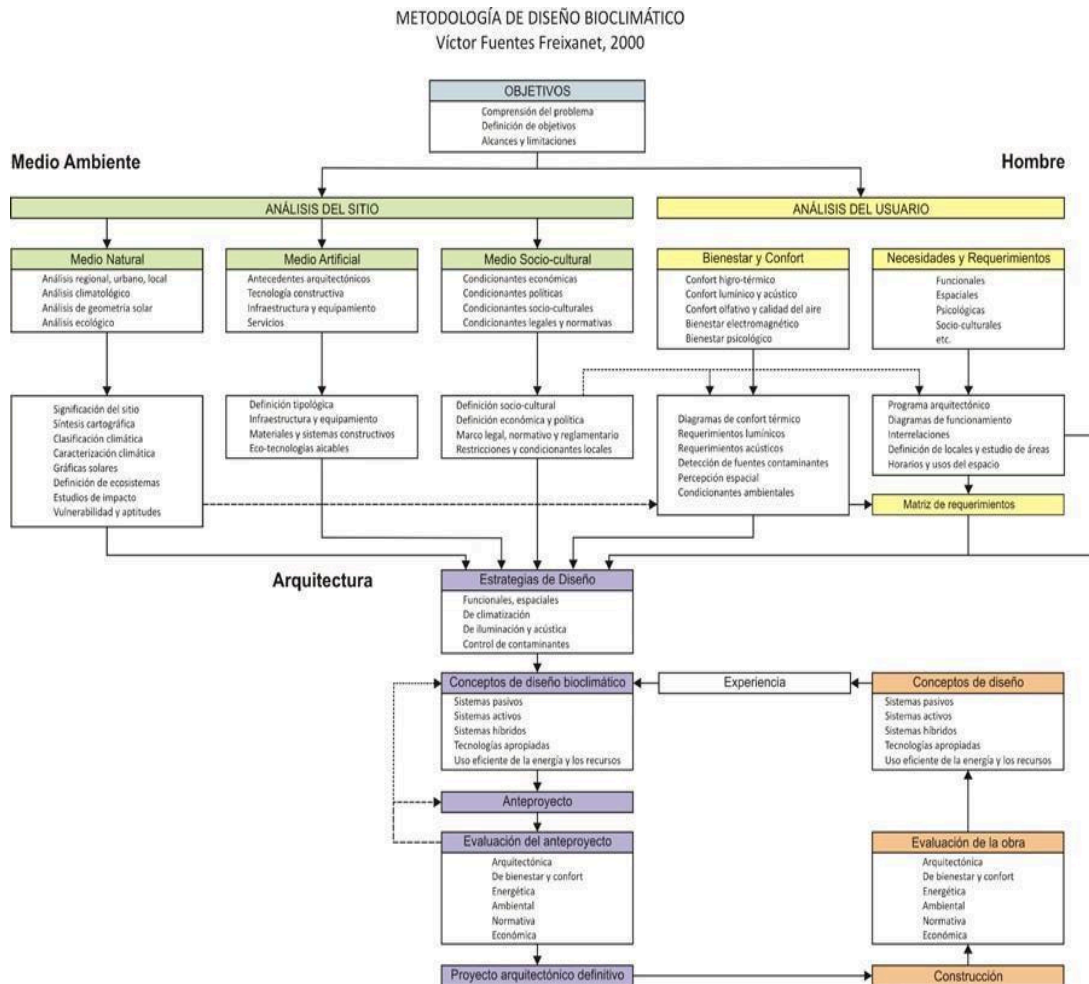 METODOLOGÍA DE DISEÑO BIOCLIMÁTICO
Víctor Fuentes Freixanet, 2000
OBJETIVOS
Comprensión del problema
Definición de objetivos
Alcances y limitaciones
Medio Ambiente
Hombre
ANÁLISIS DEL SITIO
ANÁLISIS DEL USUARIO
Medio Natural
Análisis regional, urbano, local
Análisis climatológico
Análisis de geometría solar
Análisis ecológico
Medio Artificial
Antecedentes arquitectónicos
Tecnología constructiva
Infraestructura y equipamiento
Servicios
Medio Socio-cultural
Condicionantes económicas
Condicionantes políticas
Condicionantes socio-culturales
Condicionantes legales y normativas
Bienestar y Confort
Confort higro-térmico
Confort lumínico y acústico
Confort olfativo y calidad del aire
Bienestar electromagnético
Bienestar psicológico
Necesidades y Requerimientos
Funcionales
Espaciales
Psicológicas
Socio-culturales
etc.
Significación del sitio
Síntesis cartográfica
Clasificación climática
Caracterización climática
Gráficas solares
Definición de ecosistemas
Estudios de impacto
Vulnerabilidad y aptitudes
Definición tipológica
Infraestructura y equipamiento
Materiales y sistemas constructivos
Eco-tecnologías aicables
Definición socio-cultural
Definición económica y política
Marco legal, normativo y reglamentario
Restricciones y condicionantes locales
Diagramas de confort térmico
Requerimientos lumínicos
Requerimientos acústicos
Detección de fuentes contaminantes
Percepción espacial
Condicionantes ambientales
Programa arquitectónico
Diagramas de funcionamiento
Interrelaciones
Definición de locales y estudio de áreas
Horarios y usos del espacio
Matriz de requerimientos
Arquitectura
Estrategias de Diseño
Funcionales, espaciales
De climatización
De iluminación y acústica
Control de contaminantes
Conceptos de diseño bioclimático
Sistemas pasivos
Sistemas activos
Sistemas híbridos
Tecnologías apropiadas
Uso eficiente de la energía y los recursos
Experiencia
Conceptos de diseño
Sistemas pasivos
Sistemas activos
Sistemas híbridos
Tecnologías apropiadas
Uso eficiente de la energía y los recursos
Anteproyecto
Evaluación del anteproyecto
Arquitectónica
De bienestar y confort
Energética
Ambiental
Normativa
Económica
Evaluación de la obra
Arquitectónica
De bienestar y confort
Energética
Ambiental
Normativa
Económica
Proyecto arquitectónico definitivo
Construcción